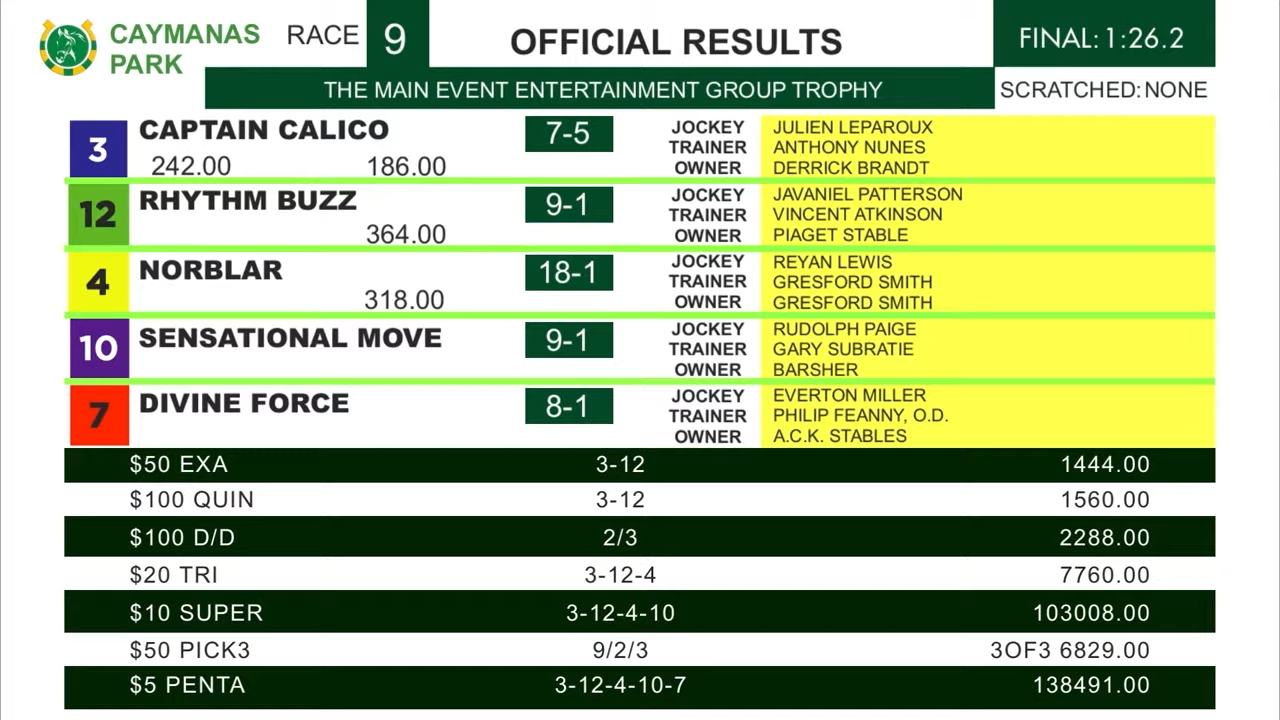 CAYMANAS PARK
RACE 9
OFFICIAL RESULTS
FINAL: 1:26.2
THE MAIN EVENT ENTERTAINMENT GROUP TROPHY
SCRATCHED: NONE
3 CAPTAIN CALICO 7-5 JOCKEY JULIEN LEPAROUX
TRAINER ANTHONY NUNES
242.00 186.00 OWNER DERRICK BRANDT
12 RHYTHM BUZZ 9-1 JOCKEY JAVANIEL PATTERSON
TRAINER VINCENT ATKINSON
364.00 OWNER PIAGET STABLE
4 NORBLAR 18-1 JOCKEY REYAN LEWIS
TRAINER GRESFORD SMITH
318.00 OWNER GRESFORD SMITH
10 SENSATIONAL MOVE 9-1 JOCKEY RUDOLPH PAIGE
TRAINER GARY SUBRATIE
OWNER BARSHER
7 DIVINE FORCE 8-1 JOCKEY EVERTON MILLER
TRAINER PHILIP FEANNY, O.D.
OWNER A.C.K. STABLES
$50 EXA 3-12 1444.00
$100 QUIN 3-12 1560.00
$100 D/D 2/3 2288.00
$20 TRI 3-12-4 7760.00
$10 SUPER 3-12-4-10 103008.00
$50 PICK3 9/2/3 3OF3 6829.00
$5 PENTA 3-12-4-10-7 138491.00